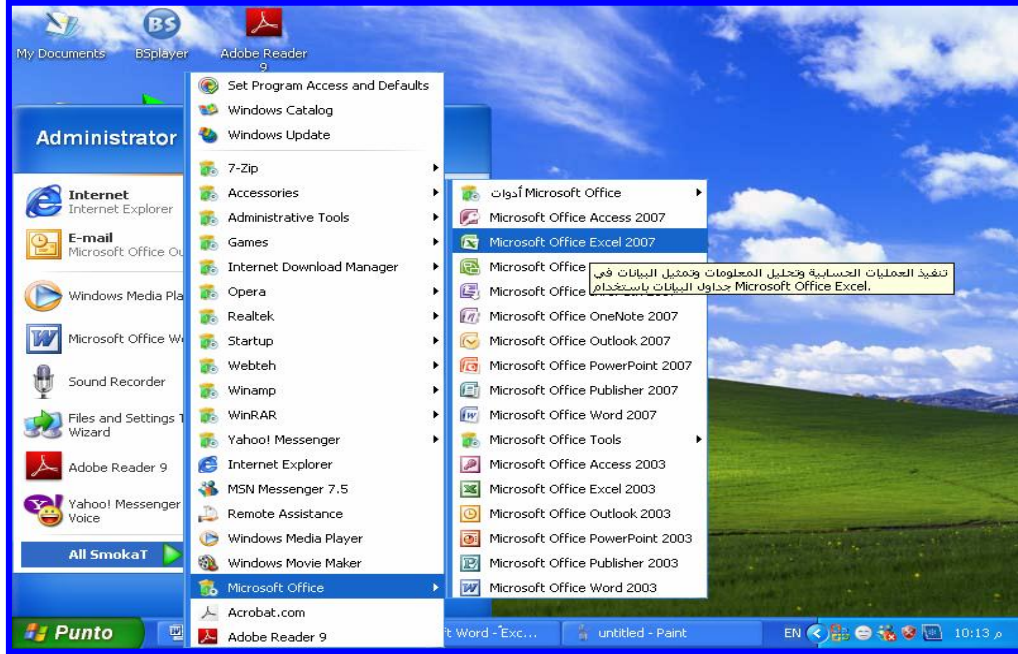 My Documents
BSplayer
Adobe Reader
9
Administrator
Internet
Internet Explorer
E-mail
Microsoft Office Ou
Windows Media Pla
Microsoft Office W
Sound Recorder
Files and Settings T
Wizard
Adobe Reader 9
Yahoo! Messenger
Voice
All SmokaT
Set Program Access and Defaults
Windows Catalog
Windows Update
7-Zip
Accessories
Administrative Tools
Games
Internet Download Manager
Opera
Realtek
Startup
Webteh
Winamp
WinRAR
Yahoo! Messenger
Internet Explorer
MSN Messenger 7.5
Remote Assistance
Windows Media Player
Windows Movie Maker
Microsoft Office
Acrobat.com
Adobe Reader 9
أدوات Microsoft Office
Microsoft Office Access 2007
Microsoft Office Excel 2007
Microsoft Office
Microsoft Office
Microsoft Office OneNote 2007
Microsoft Office Outlook 2007
Microsoft Office PowerPoint 2007
Microsoft Office Publisher 2007
Microsoft Office Word 2007
Microsoft Office Tools
Microsoft Office Access 2003
Microsoft Office Excel 2003
Microsoft Office Outlook 2003
Microsoft Office PowerPoint 2003
Microsoft Office Publisher 2003
Microsoft Office Word 2003
تنفيذ العمليات الحسابية وتحليل المعلومات وتمثيل البيانات في
جداول البيانات باستخدام Microsoft Office Excel.
Punto
ft Word - Exc...
untitled - Paint
EN
10:13 م